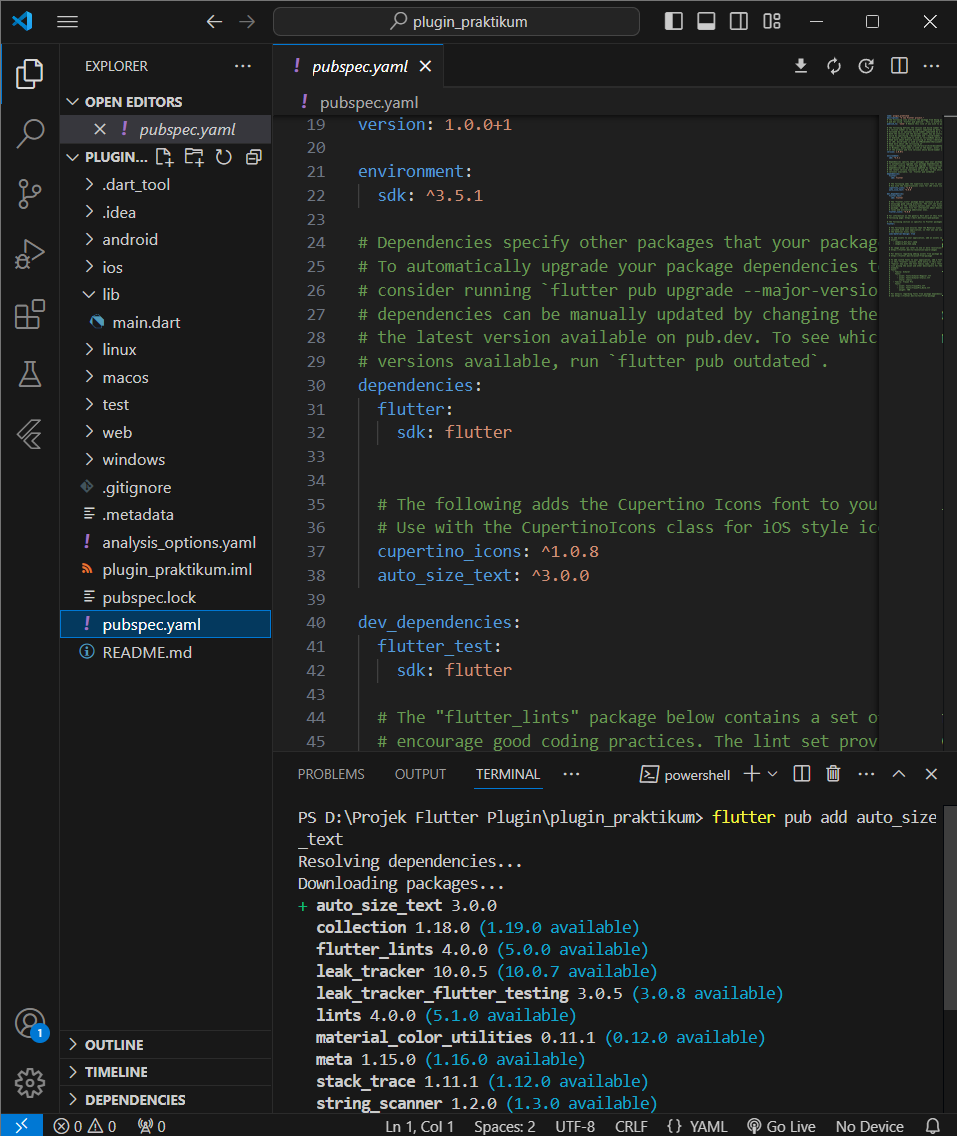 plugin_praktikum
EXPLORER
OPEN EDITORS
pubspec.yaml
PLUGIN...
.dart_tool
.idea
android
ios
lib
main.dart
linux
macos
test
web
windows
.gitignore
.metadata
analysis_options.yaml
plugin_praktikum.iml
pubspec.lock
pubspec.yaml
README.md
OUTLINE
TIMELINE
DEPENDENCIES
1
! pubspec.yaml
! pubspec.yaml
19 version: 1.0.0+1
20
21 environment:
22 sdk: ^3.5.1
23
24 # Dependencies specify other packages that your packag
25 # To automatically upgrade your package dependencies t
26 # consider running `flutter pub upgrade --major-versio
27 # dependencies can be manually updated by changing the
28 # the latest version available on pub.dev. To see whic
29 # versions available, run `flutter pub outdated`.
30 dependencies:
31 flutter:
32 sdk: flutter
33
34
35 # The following adds the Cupertino Icons font to you
36 # Use with the CupertinoIcons class for iOS style ic
37 cupertino_icons: ^1.0.8
38 auto_size_text: ^3.0.0
39
40 dev_dependencies:
41 flutter_test:
42 sdk: flutter
43
44 # The "flutter_lints" package below contains a set o
45 # encourage good coding practices. The lint set prov
PROBLEMS OUTPUT TERMINAL ... powershell
PS D:\Projek Flutter Plugin\plugin_praktikum> flutter pub add auto_size
_text
Resolving dependencies...
Downloading packages...
+ auto_size_text 3.0.0
collection 1.18.0 (1.19.0 available)
flutter_lints 4.0.0 (5.0.0 available)
leak_tracker 10.0.5 (10.0.7 available)
leak_tracker_flutter_testing 3.0.5 (3.0.8 available)
lints 4.0.0 (5.1.0 available)
material_color_utilities 0.11.1 (0.12.0 available)
meta 1.15.0 (1.16.0 available)
stack_trace 1.11.1 (1.12.0 available)
string_scanner 1.2.0 (1.3.0 available)
0 0 0 Ln 1, Col 1 Spaces: 2 UTF-8 CRLF {} YAML Go Live No Device